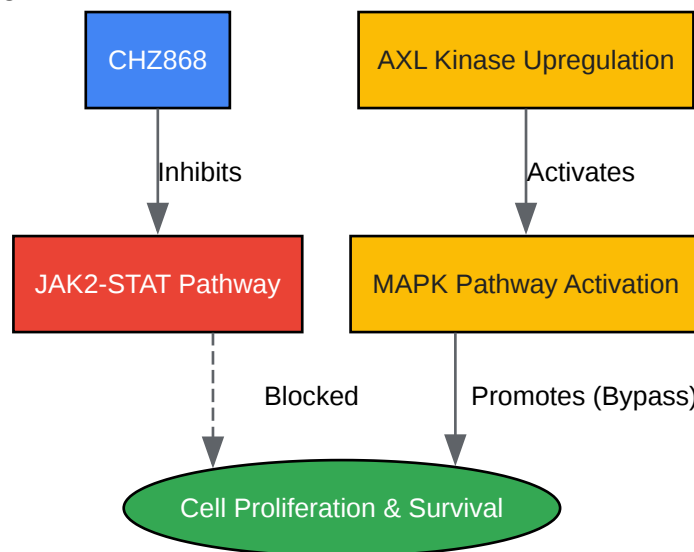 CHZ868
AXL Kinase Upregulation
Inhibits
Activates
JAK2-STAT Pathway
MAPK Pathway Activation
Blocked
Promotes (Bypass)
Cell Proliferation & Survival